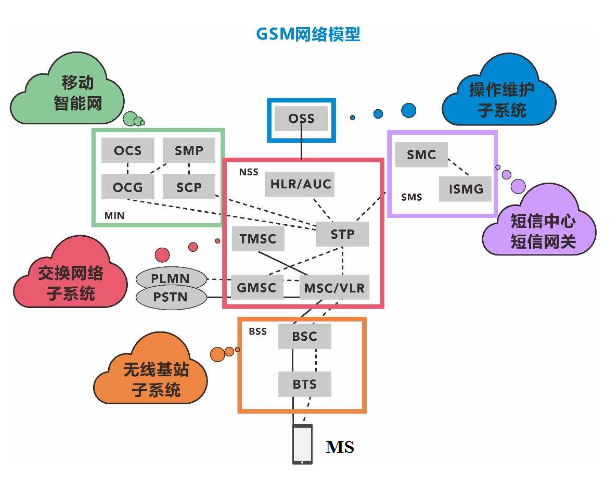 GSM网络模型
移动
智能网
操作维护
子系统
OSS
OCS
SMP
OCG
SCP
MIN
NSS
HLR/AUC
STP
TMSC
GMSC
MSC/VLR
SMC
ISMG
SMS
短信中心
短信网关
交换网络
子系统
PLMN
PSTN
BSS
BSC
BTS
无线基站
子系统
MS